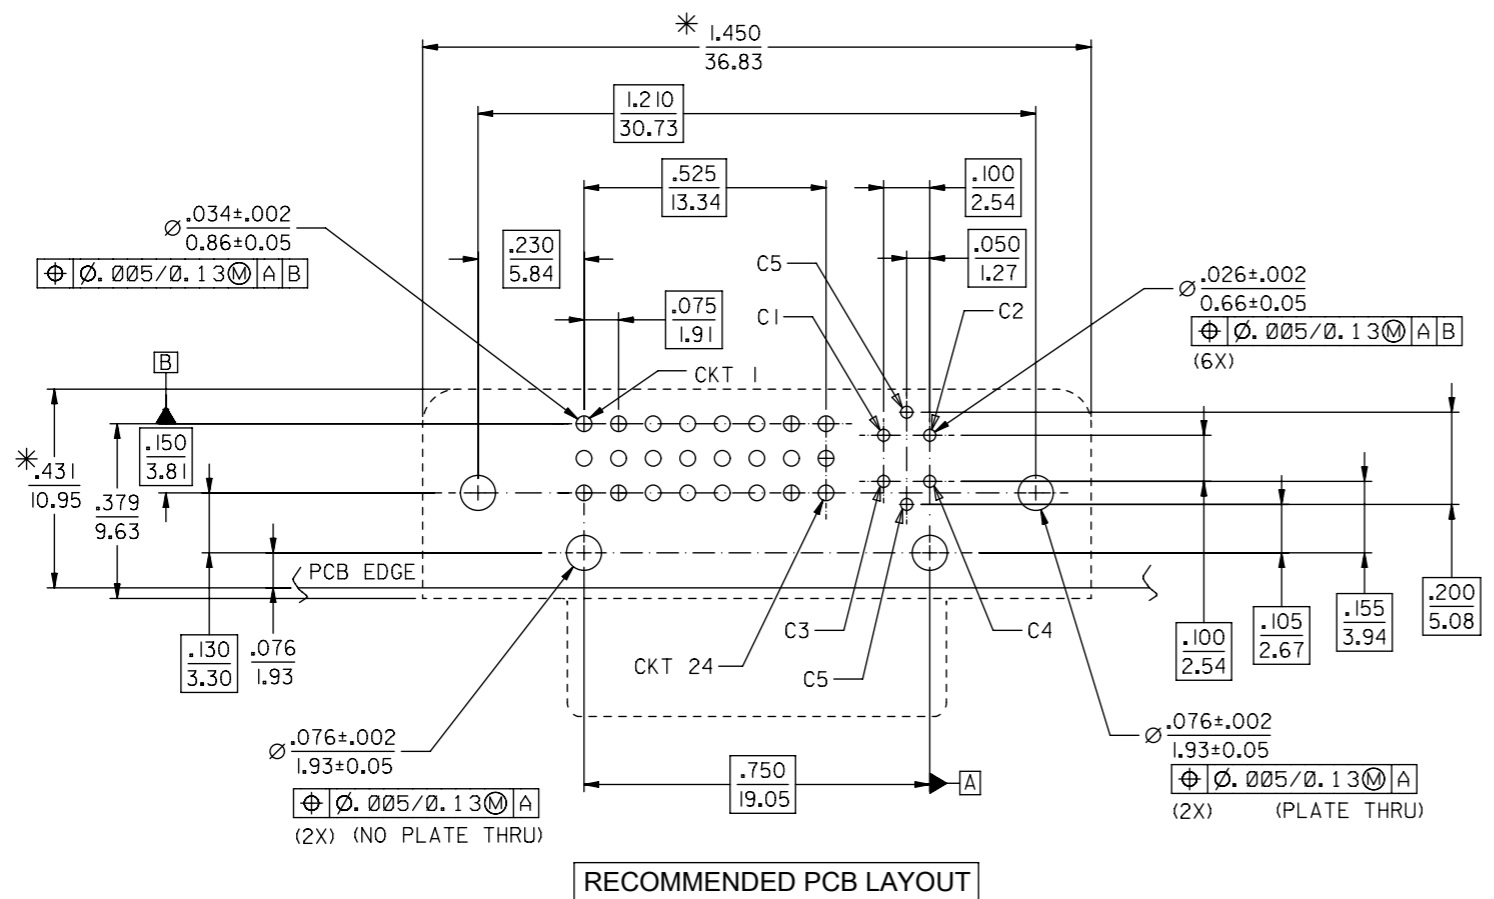 * 1.450
36.83
1.210
30.73
.525
13.34
.100
2.54
⌀ .034±.002
0.86±0.05
⌖ Ø.005/0.13Ⓜ A B
.230
5.84
.050
1.27
C5
⌀ .026±.002
0.66±0.05
⌖ Ø.005/0.13Ⓜ A B
(6X)
.075
1.91
C1
C2
B
CKT 1
.150
3.81
* .431
10.95
.379
9.63
PCB EDGE
.130
3.30
.076
1.93
C3
C4
CKT 24
C5
.100
2.54
.105
2.67
.155
3.94
.200
5.08
⌀ .076±.002
1.93±0.05
⌖ Ø.005/0.13Ⓜ A
(2X) (NO PLATE THRU)
.750
19.05
A
⌀ .076±.002
1.93±0.05
⌖ Ø.005/0.13Ⓜ A
(2X) (PLATE THRU)
RECOMMENDED PCB LAYOUT